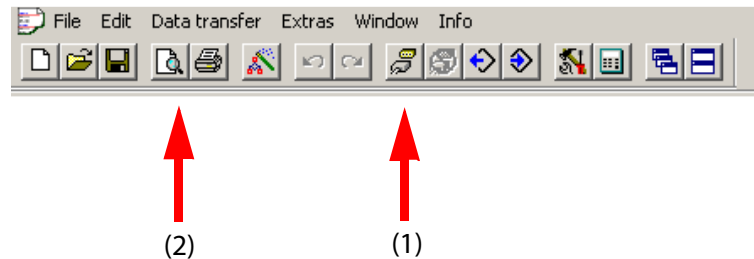 File Edit Data transfer Extras Window Info
(2) (1)